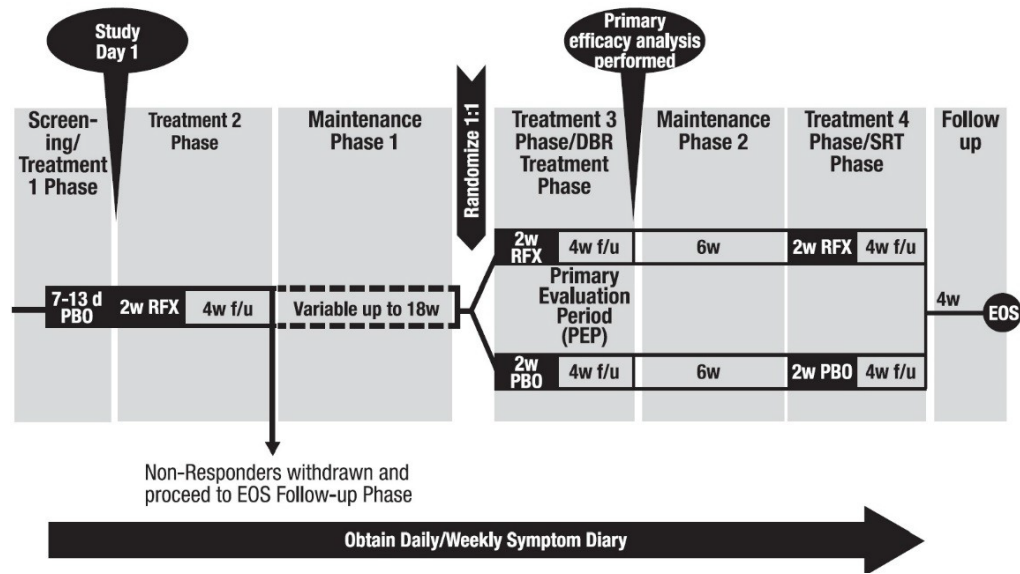 Study
Day 1
Primary
efficacy analysis
performed
Screen-
ing/
Treatment
1 Phase
Treatment 2
Phase
Maintenance
Phase 1
Randomize 1:1
Treatment 3
Phase/DBR
Treatment
Phase
Maintenance
Phase 2
Treatment 4
Phase/SRT
Phase
Follow
up
7-13 d
PBO
2w RFX
4w f/u
Variable up to 18w
2w
RFX
4w f/u
6w
2w RFX
4w f/u
Primary
Evaluation
Period
(PEP)
2w
PBO
4w f/u
6w
2w PBO
4w f/u
4w
EOS
Non-Responders withdrawn and
proceed to EOS Follow-up Phase
Obtain Daily/Weekly Symptom Diary